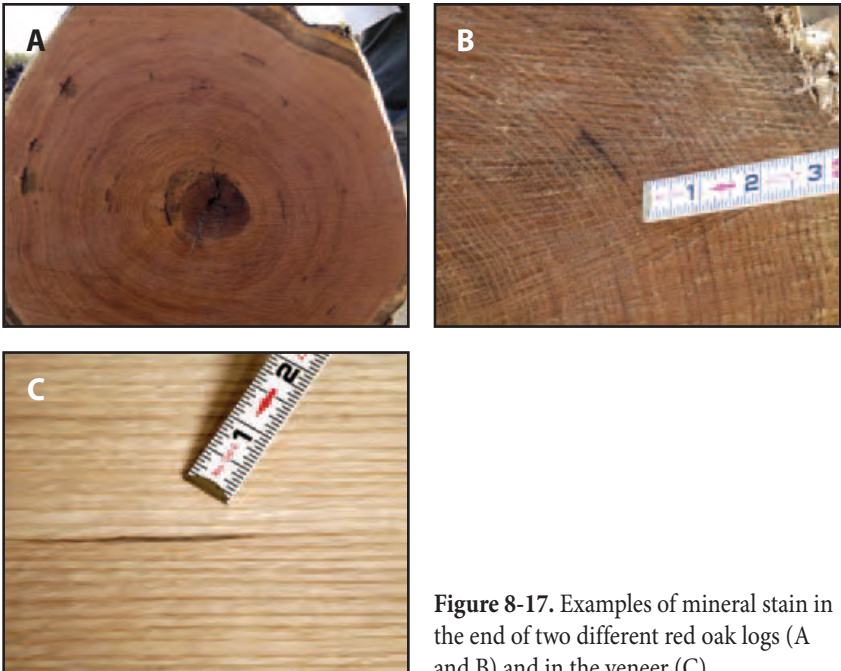 A
B
1 2 3
C
1 2
Figure 8-17. Examples of mineral stain in
the end of two different red oak logs (A
and B) and in the veneer (C).